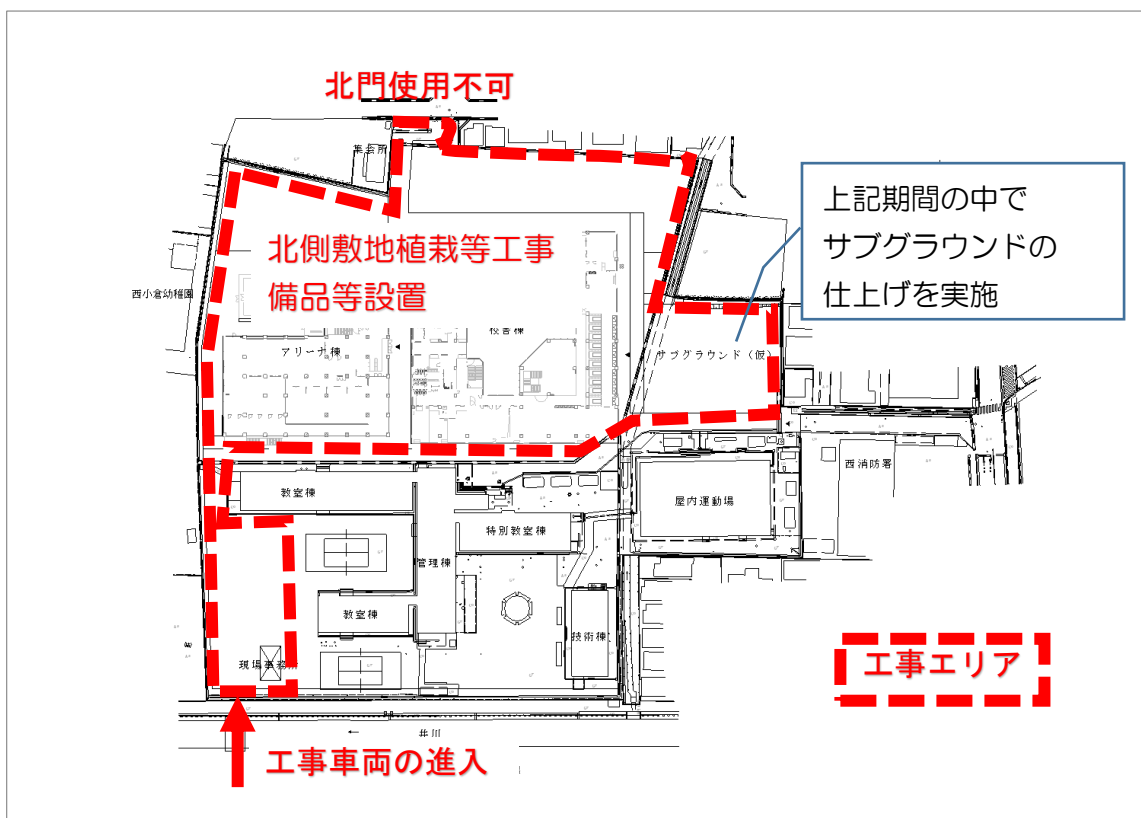 北門使用不可
集会所
上記期間の中で
サブグラウンドの
仕上げを実施
北側敷地植栽等工事
備品等設置
西小倉幼稚園
校舎棟
アリーナ棟
サブグラウンド（仮）
西消防署
教室棟
屋内運動場
特別教室棟
管理棟
教室棟
技術棟
現場事務所
工事エリア
井川
工事車両の進入